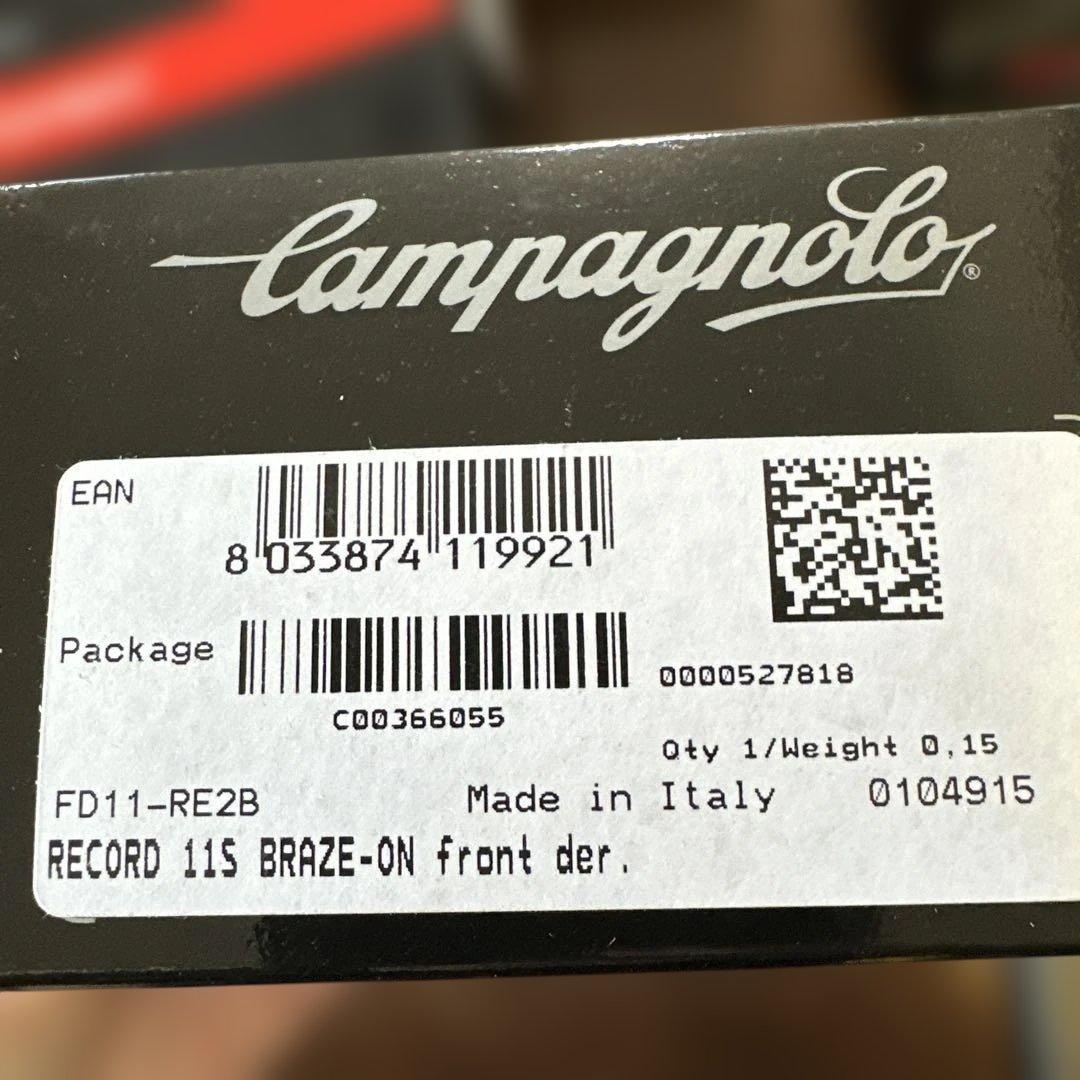 Campagnolo®
EAN
8 033874 119921
Package
C00366055
0000527818
Qty 1/Weight 0,15
FD11-RE2B Made in Italy 0104915
RECORD 11S BRAZE-ON front der.